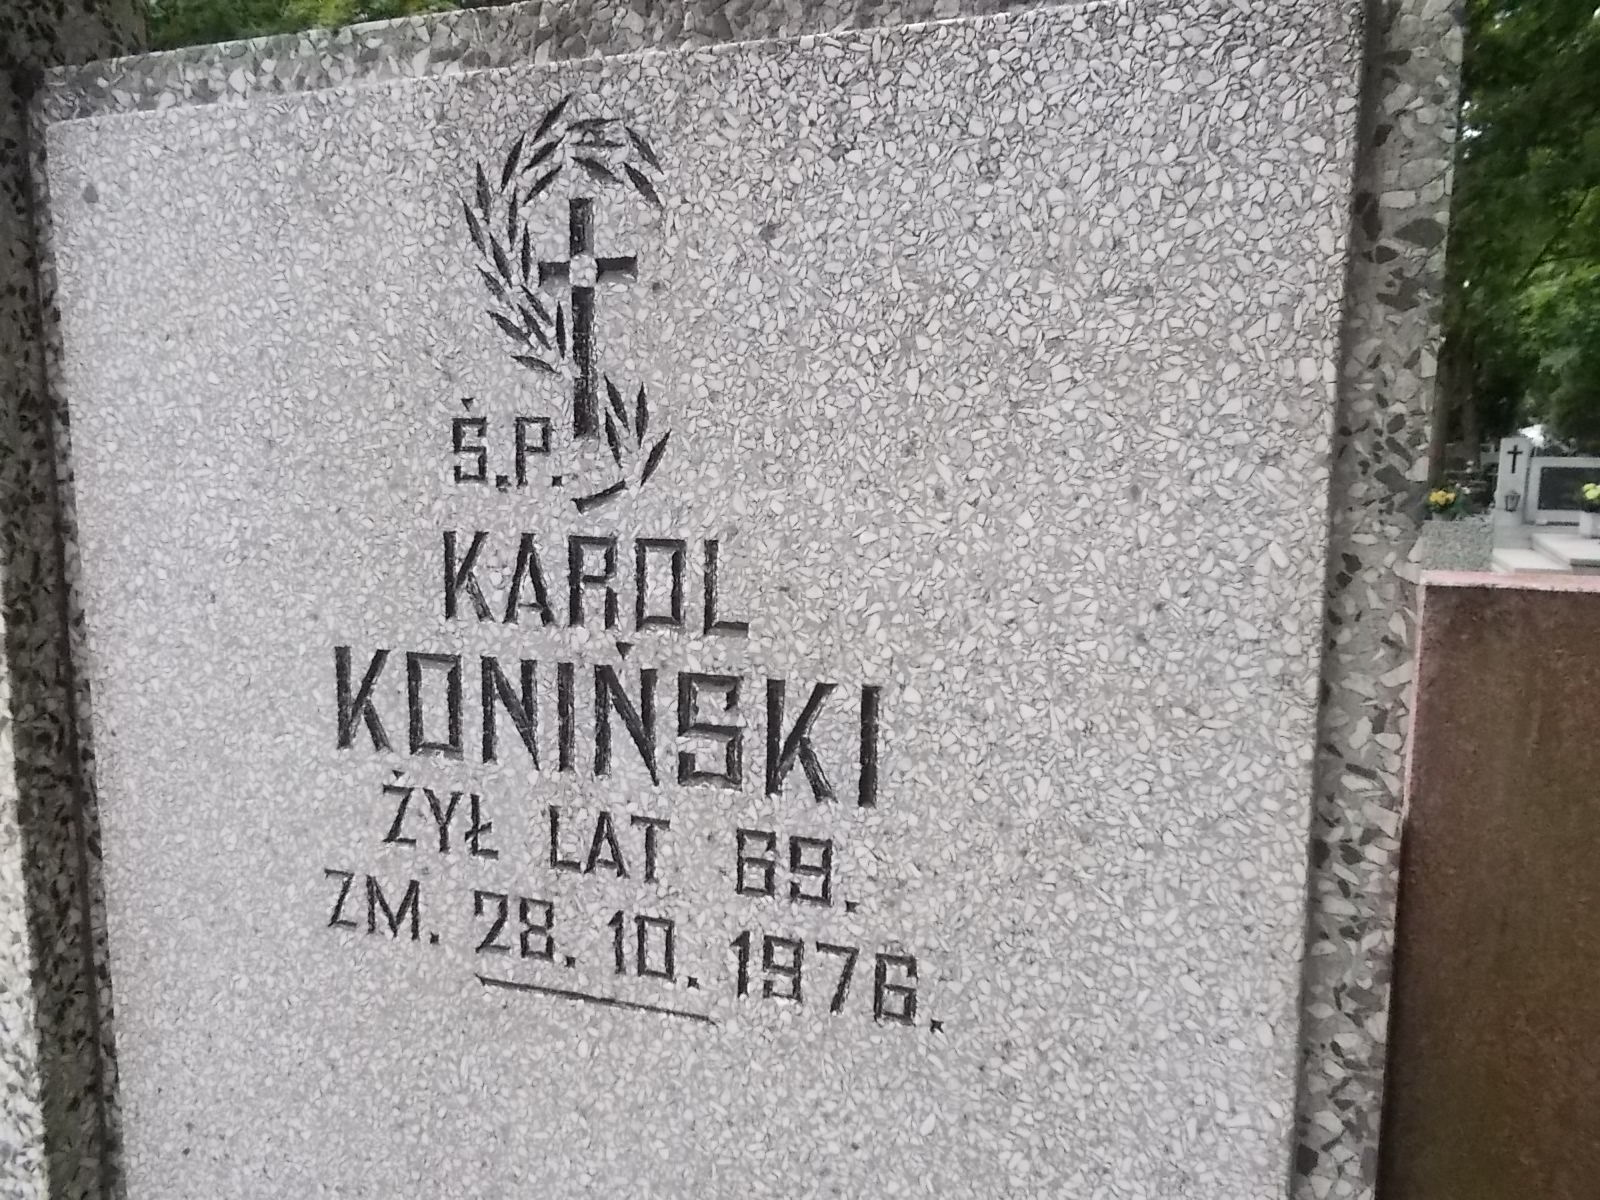 Ś.P.
KAROL
KONIŃSKI
ŻYŁ LAT 69.
ZM. 28. 10. 1976.